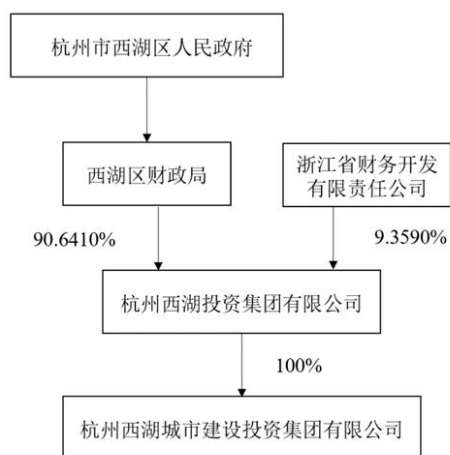 杭州市西湖区人民政府
西湖区财政局
浙江省财务开发
有限责任公司
90.6410%
9.3590%
杭州西湖投资集团有限公司
100%
杭州西湖城市建设投资集团有限公司